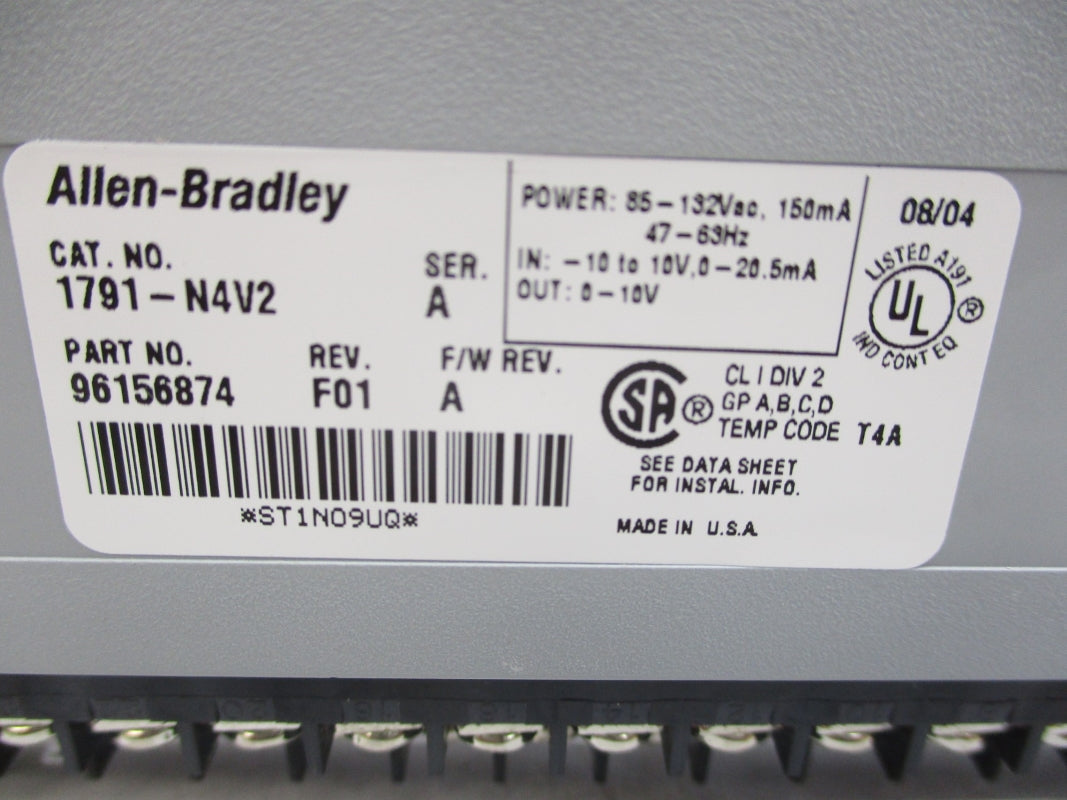 Allen-Bradley
CAT. NO.
1791-N4V2
SER.
A
PART NO.
96156874
REV.
F01
F/W REV.
A
*ST1N09UQ*
POWER: 85-132Vac, 150mA
47-63Hz
IN: -10 to 10V,0-20.5mA
OUT: 0-10V
08/04
LISTED A191
UL ®
IND CONT EQ
SA ®
CL I DIV 2
GP A,B,C,D
TEMP CODE T4A
SEE DATA SHEET
FOR INSTAL. INFO.
MADE IN U.S.A.